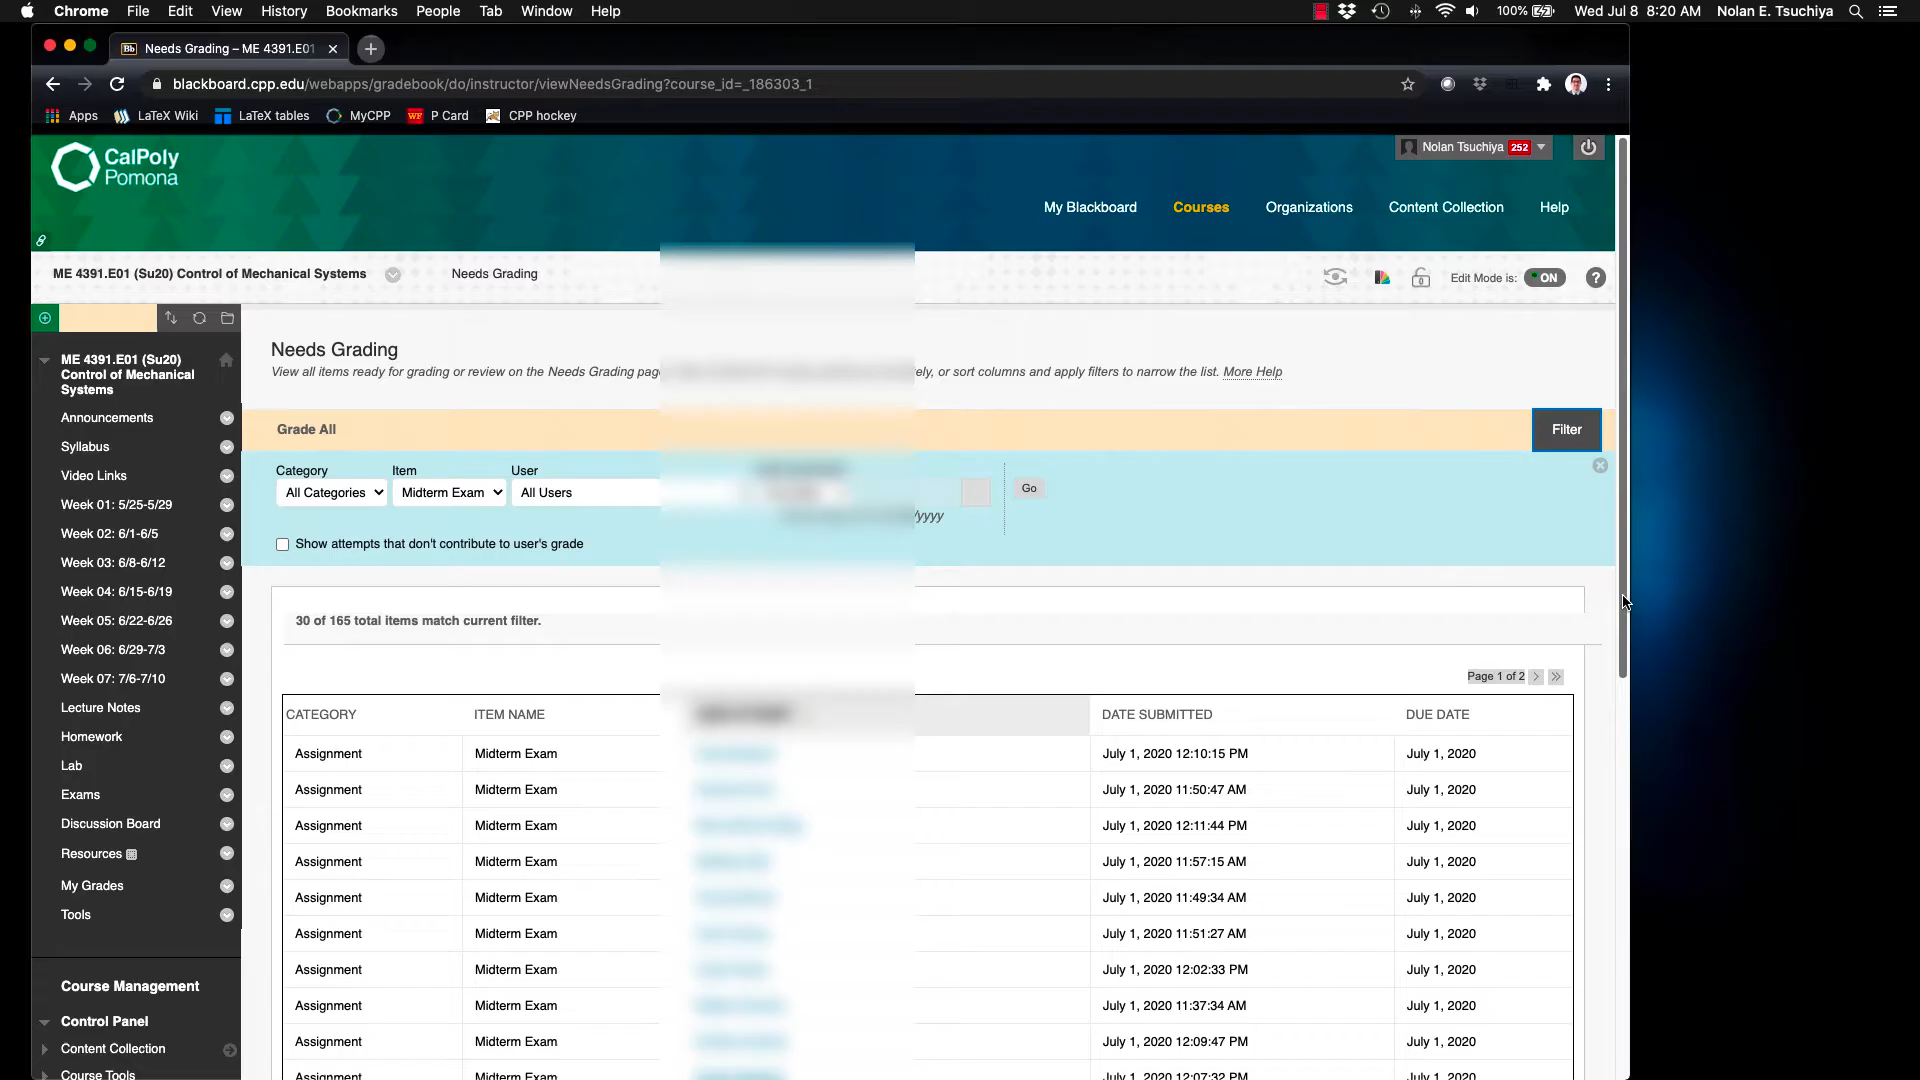 Chrome File Edit View History Bookmarks People Tab Window Help 100% Wed Jul 8 8:20 AM Nolan E. Tsuchiya
Bb Needs Grading – ME 4391.E01
blackboard.cpp.edu/webapps/gradebook/do/instructor/viewNeedsGrading?course_id=_186303_1
Apps LaTeX Wiki LaTeX tables MyCPP WF P Card CPP hockey
CalPoly
Pomona
Nolan Tsuchiya 252
My Blackboard Courses Organizations Content Collection Help
ME 4391.E01 (Su20) Control of Mechanical Systems Needs Grading Edit Mode is: ON ?
ME 4391.E01 (Su20)
Control of Mechanical
Systems
Announcements
Syllabus
Video Links
Week 01: 5/25-5/29
Week 02: 6/1-6/5
Week 03: 6/8-6/12
Week 04: 6/15-6/19
Week 05: 6/22-6/26
Week 06: 6/29-7/3
Week 07: 7/6-7/10
Lecture Notes
Homework
Lab
Exams
Discussion Board
Resources
My Grades
Tools
Course Management
Control Panel
Content Collection
Course Tools
Needs Grading
View all items ready for grading or review on the Needs Grading ely, or sort columns and apply filters to narrow the list. More Help
Grade All Filter
Category Item User
All Categories Midterm Exam All Users Go
/yyyy
Show attempts that don't contribute to user's grade
30 of 165 total items match current filter.
Page 1 of 2
CATEGORY ITEM NAME DATE SUBMITTED DUE DATE
Assignment Midterm Exam July 1, 2020 12:10:15 PM July 1, 2020
Assignment Midterm Exam July 1, 2020 11:50:47 AM July 1, 2020
Assignment Midterm Exam July 1, 2020 12:11:44 PM July 1, 2020
Assignment Midterm Exam July 1, 2020 11:57:15 AM July 1, 2020
Assignment Midterm Exam July 1, 2020 11:49:34 AM July 1, 2020
Assignment Midterm Exam July 1, 2020 11:51:27 AM July 1, 2020
Assignment Midterm Exam July 1, 2020 12:02:33 PM July 1, 2020
Assignment Midterm Exam July 1, 2020 11:37:34 AM July 1, 2020
Assignment Midterm Exam July 1, 2020 12:09:47 PM July 1, 2020
Assignment Midterm Exam July 1, 2020 12:07:32 PM July 1, 2020